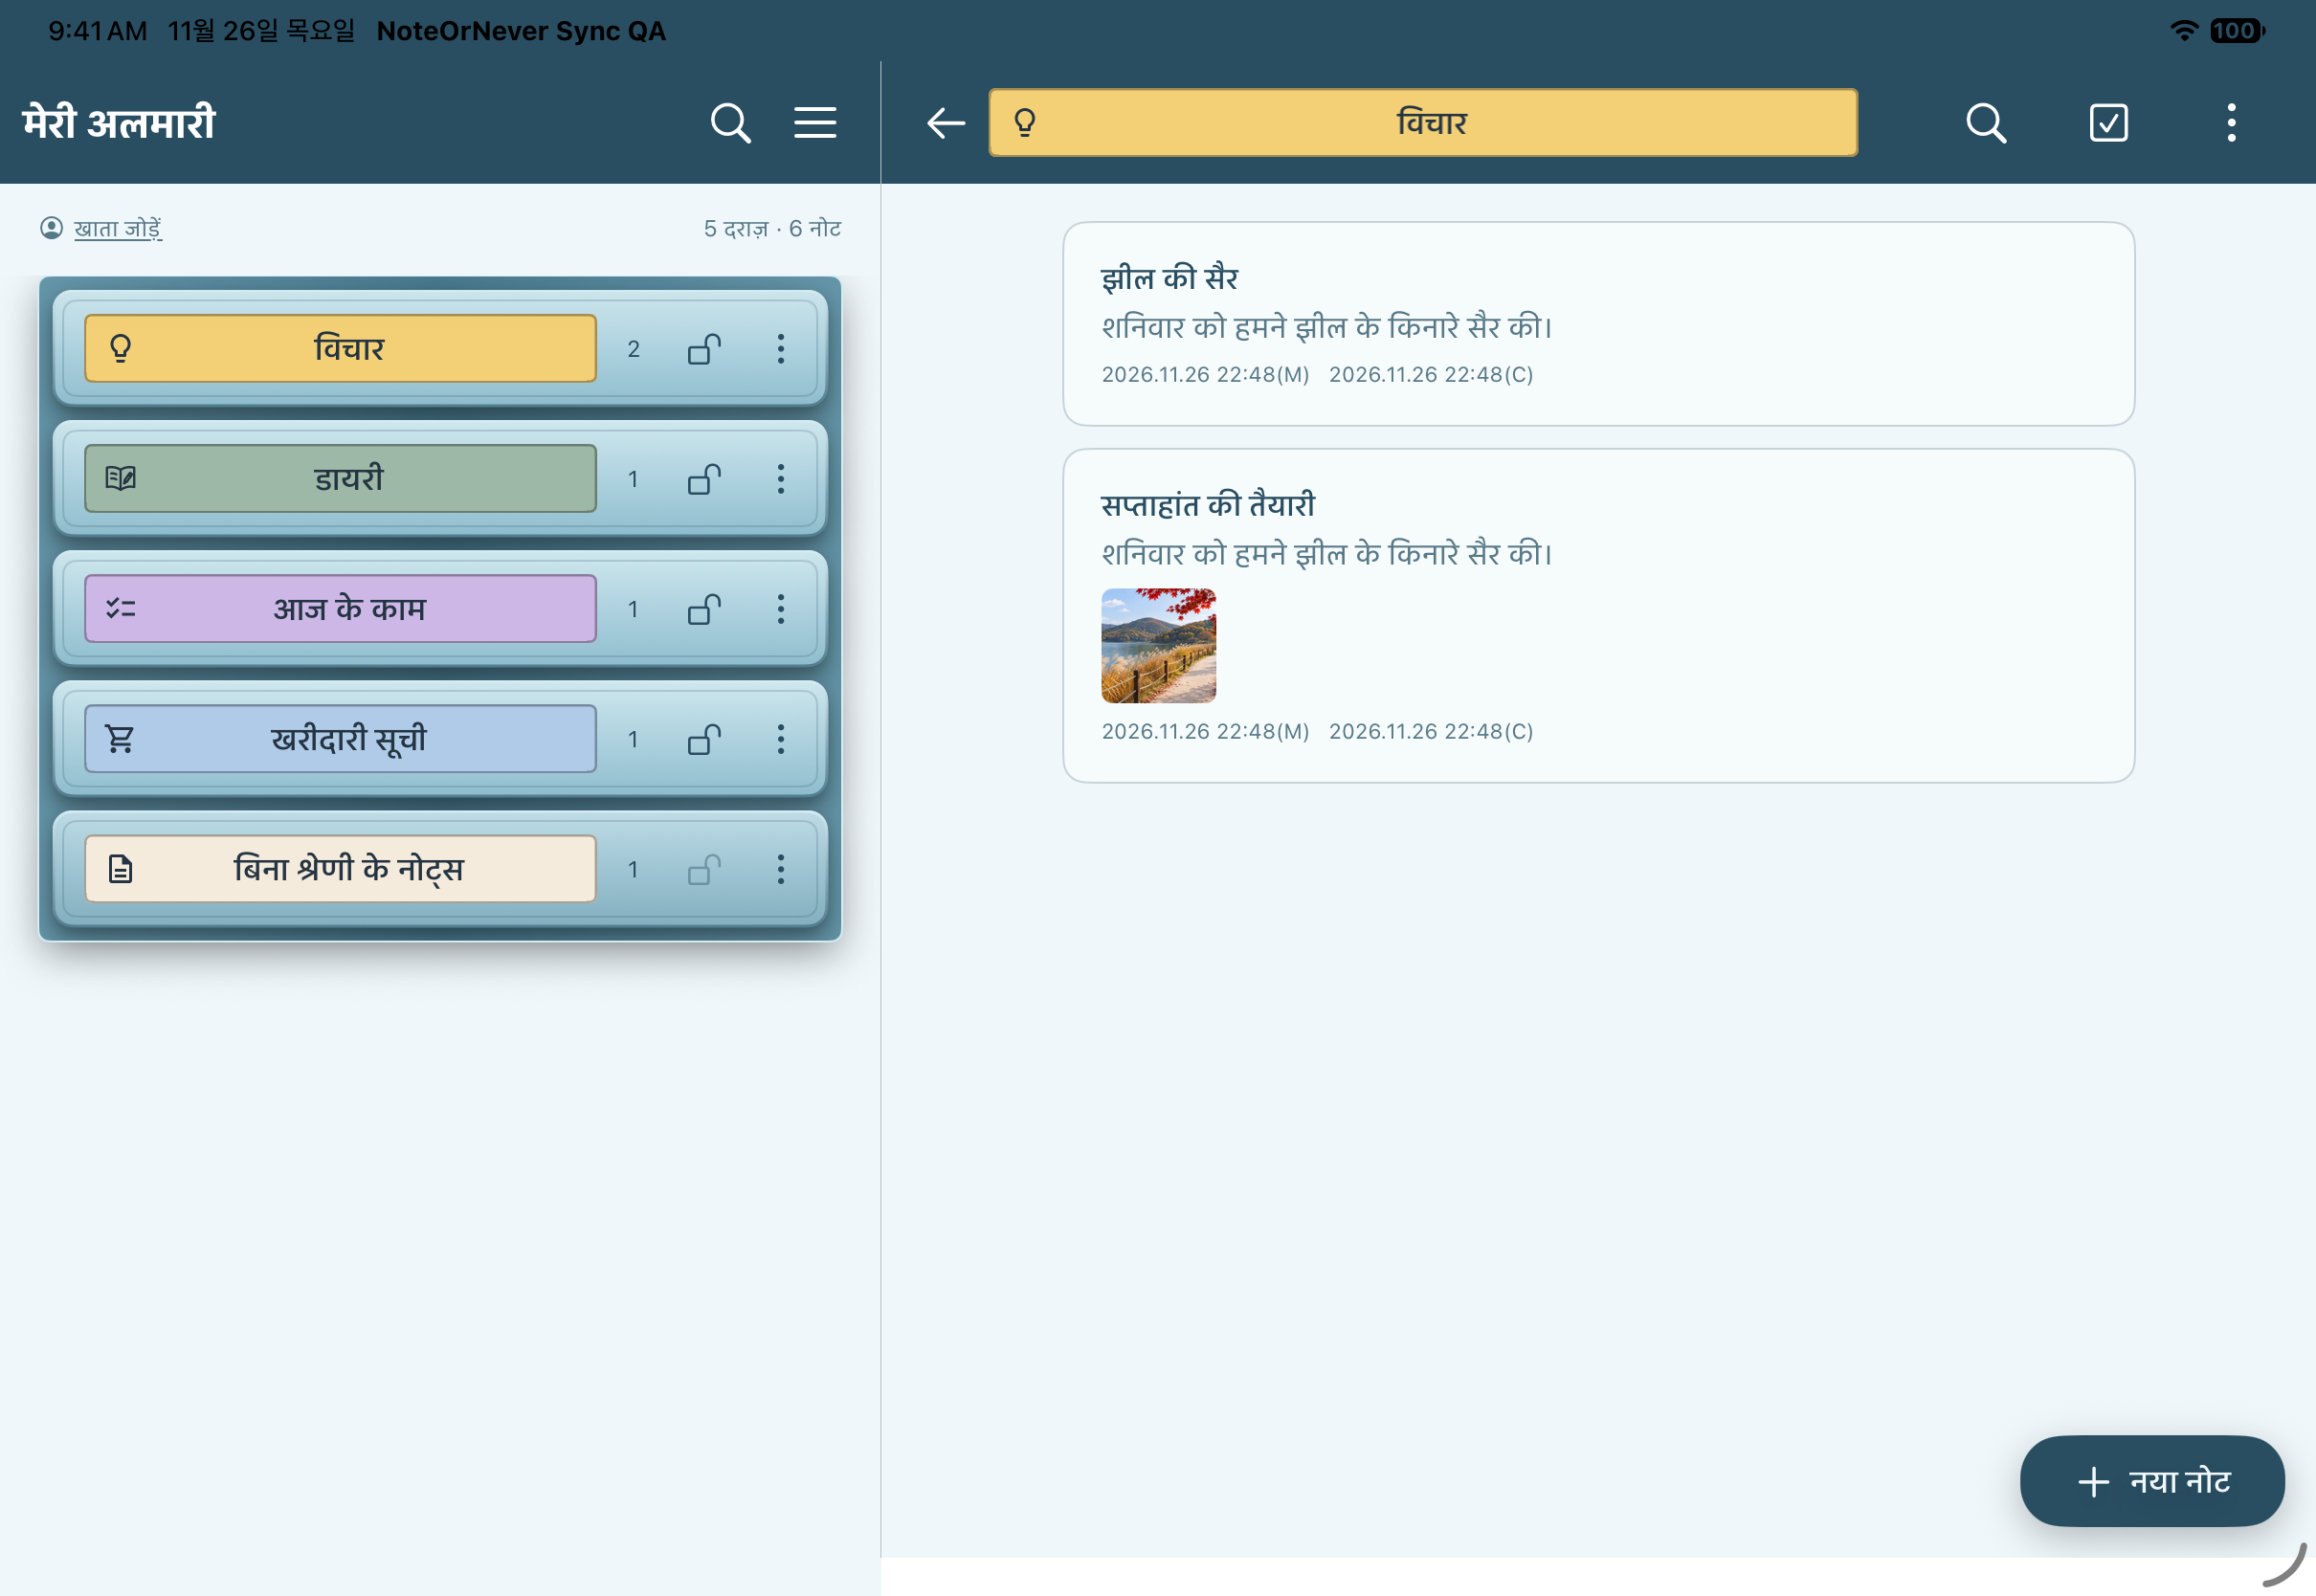 9:41 AM 11월 26일 목요일 NoteOrNever Sync QA 100
मेरी अलमारी
विचार
खाता जोड़ें
5 दराज़ · 6 नोट
विचार 2
डायरी 1
आज के काम 1
खरीदारी सूची 1
बिना श्रेणी के नोट्स 1
झील की सैर
शनिवार को हमने झील के किनारे सैर की।
2026.11.26 22:48(M) 2026.11.26 22:48(C)
सप्ताहांत की तैयारी
शनिवार को हमने झील के किनारे सैर की।
2026.11.26 22:48(M) 2026.11.26 22:48(C)
नया नोट